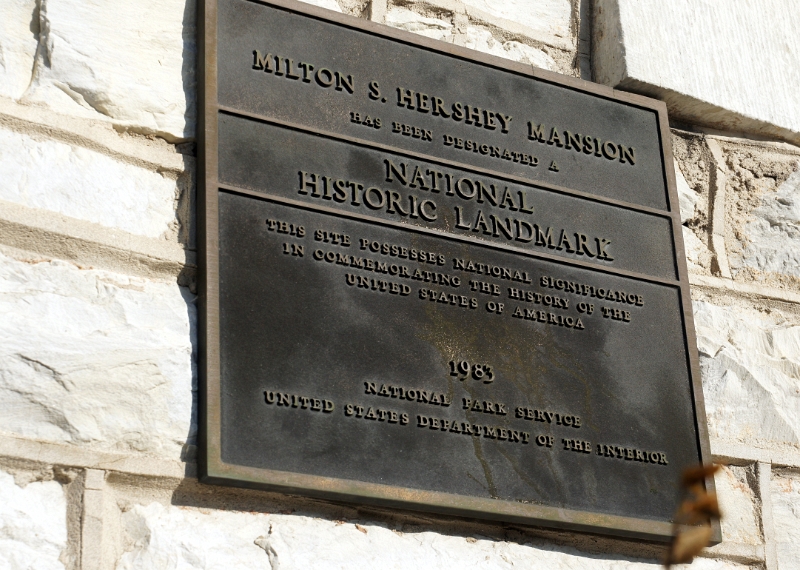 MILTON S. HERSHEY MANSION
HAS BEEN DESIGNATED A
NATIONAL
HISTORIC LANDMARK
THIS SITE POSSESSES NATIONAL SIGNIFICANCE
IN COMMEMORATING THE HISTORY OF THE
UNITED STATES OF AMERICA
1983
NATIONAL PARK SERVICE
UNITED STATES DEPARTMENT OF THE INTERIOR